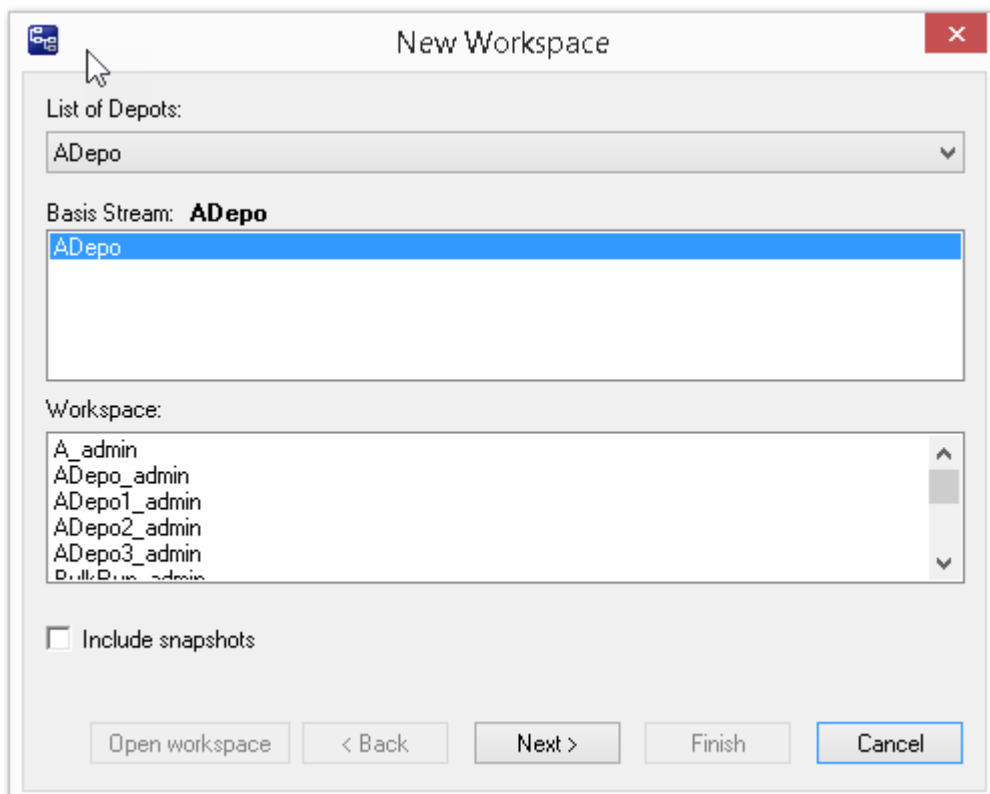 New Workspace
List of Depots:
ADepo
Basis Stream: ADepo
ADepo
Workspace:
A_admin
ADepo_admin
ADepo1_admin
ADepo2_admin
ADepo3_admin
Include snapshots
Open workspace < Back Next > Finish Cancel